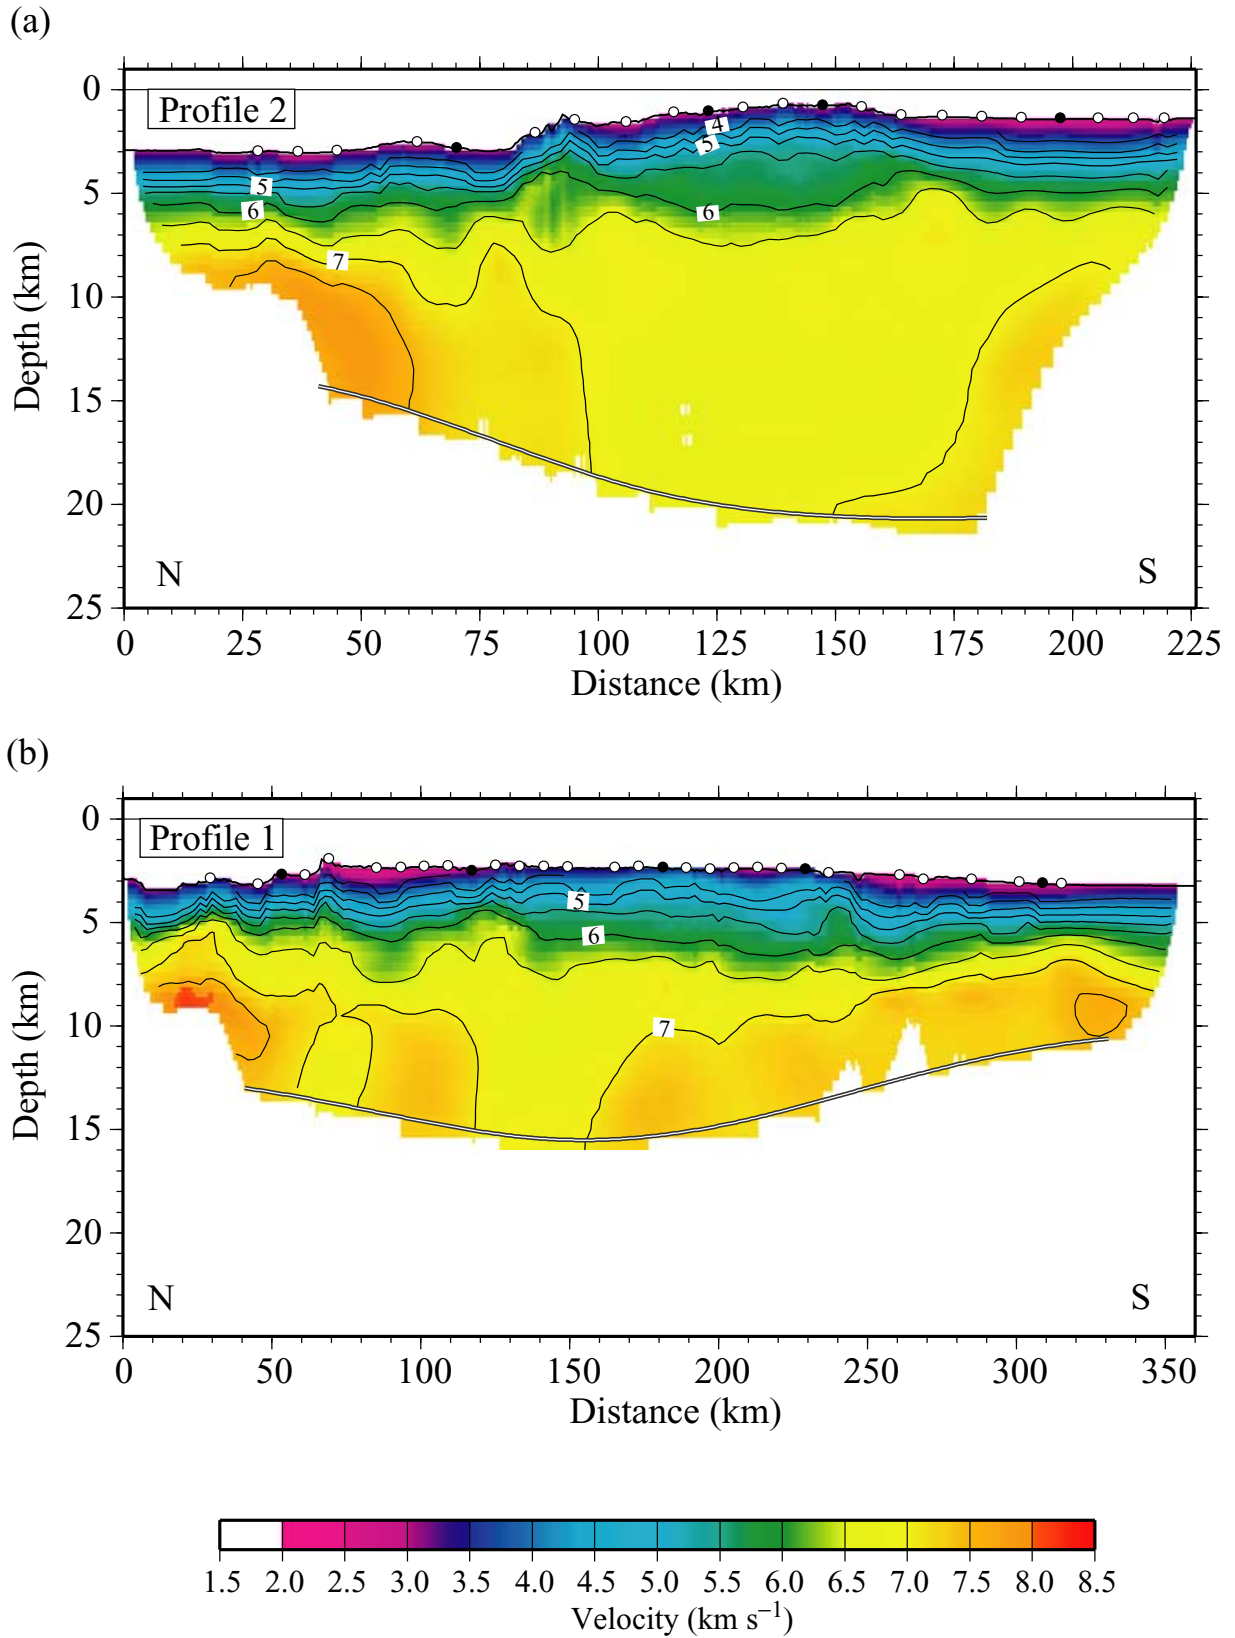 (a)
0
Profile 2
4
5
5
5
6
6
7
10
15
20
N
S
25
Depth (km)
0 25 50 75 100 125 150 175 200 225
Distance (km)
(b)
0
Profile 1
5
5
6
7
10
15
20
N
S
25
Depth (km)
0 50 100 150 200 250 300 350
Distance (km)
1.5 2.0 2.5 3.0 3.5 4.0 4.5 5.0 5.5 6.0 6.5 7.0 7.5 8.0 8.5
Velocity (km s⁻¹)